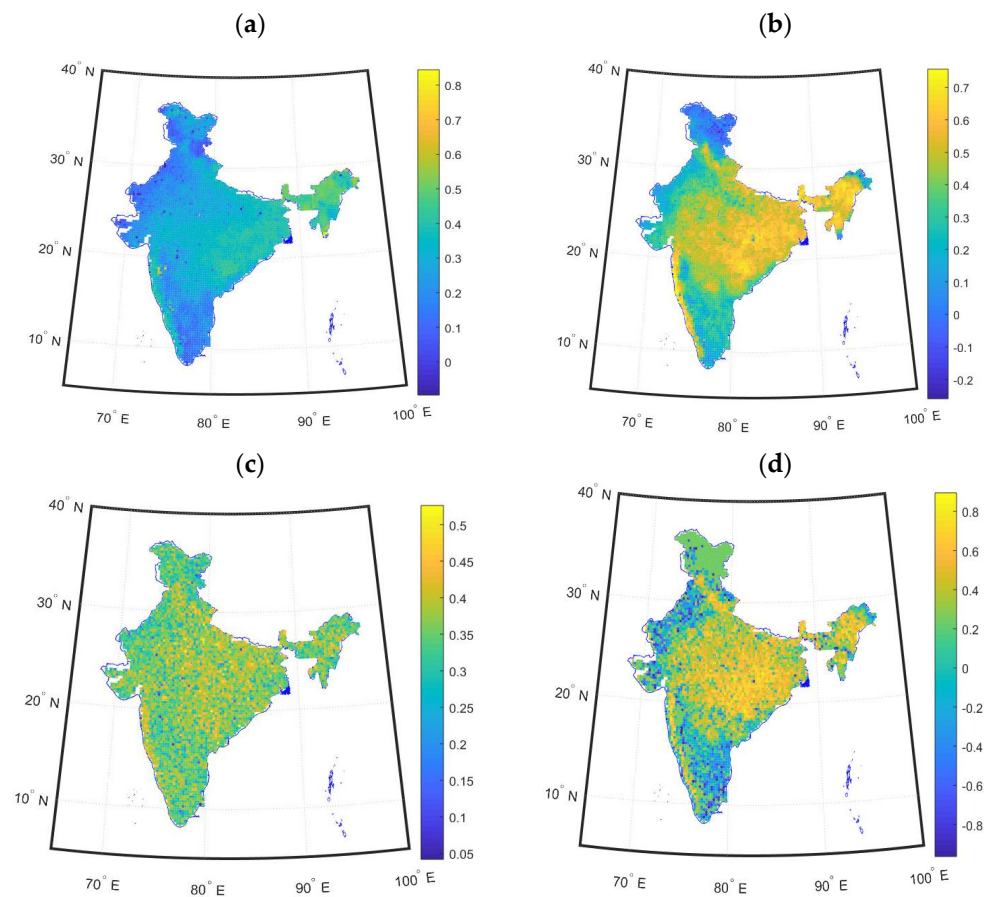 (a)
(b)
40° N
30° N
20° N
10° N
70° E
80° E
90° E
100° E
0.8
0.7
0.6
0.5
0.4
0.3
0.2
0.1
0
40° N
30° N
20° N
10° N
70° E
80° E
90° E
100° E
0.7
0.6
0.5
0.4
0.3
0.2
0.1
0
-0.1
-0.2
(c)
(d)
40° N
30° N
20° N
10° N
70° E
80° E
90° E
100° E
0.5
0.45
0.4
0.35
0.3
0.25
0.2
0.15
0.1
0.05
40° N
30° N
20° N
10° N
70° E
80° E
90° E
100° E
0.8
0.6
0.4
0.2
0
-0.2
-0.4
-0.6
-0.8